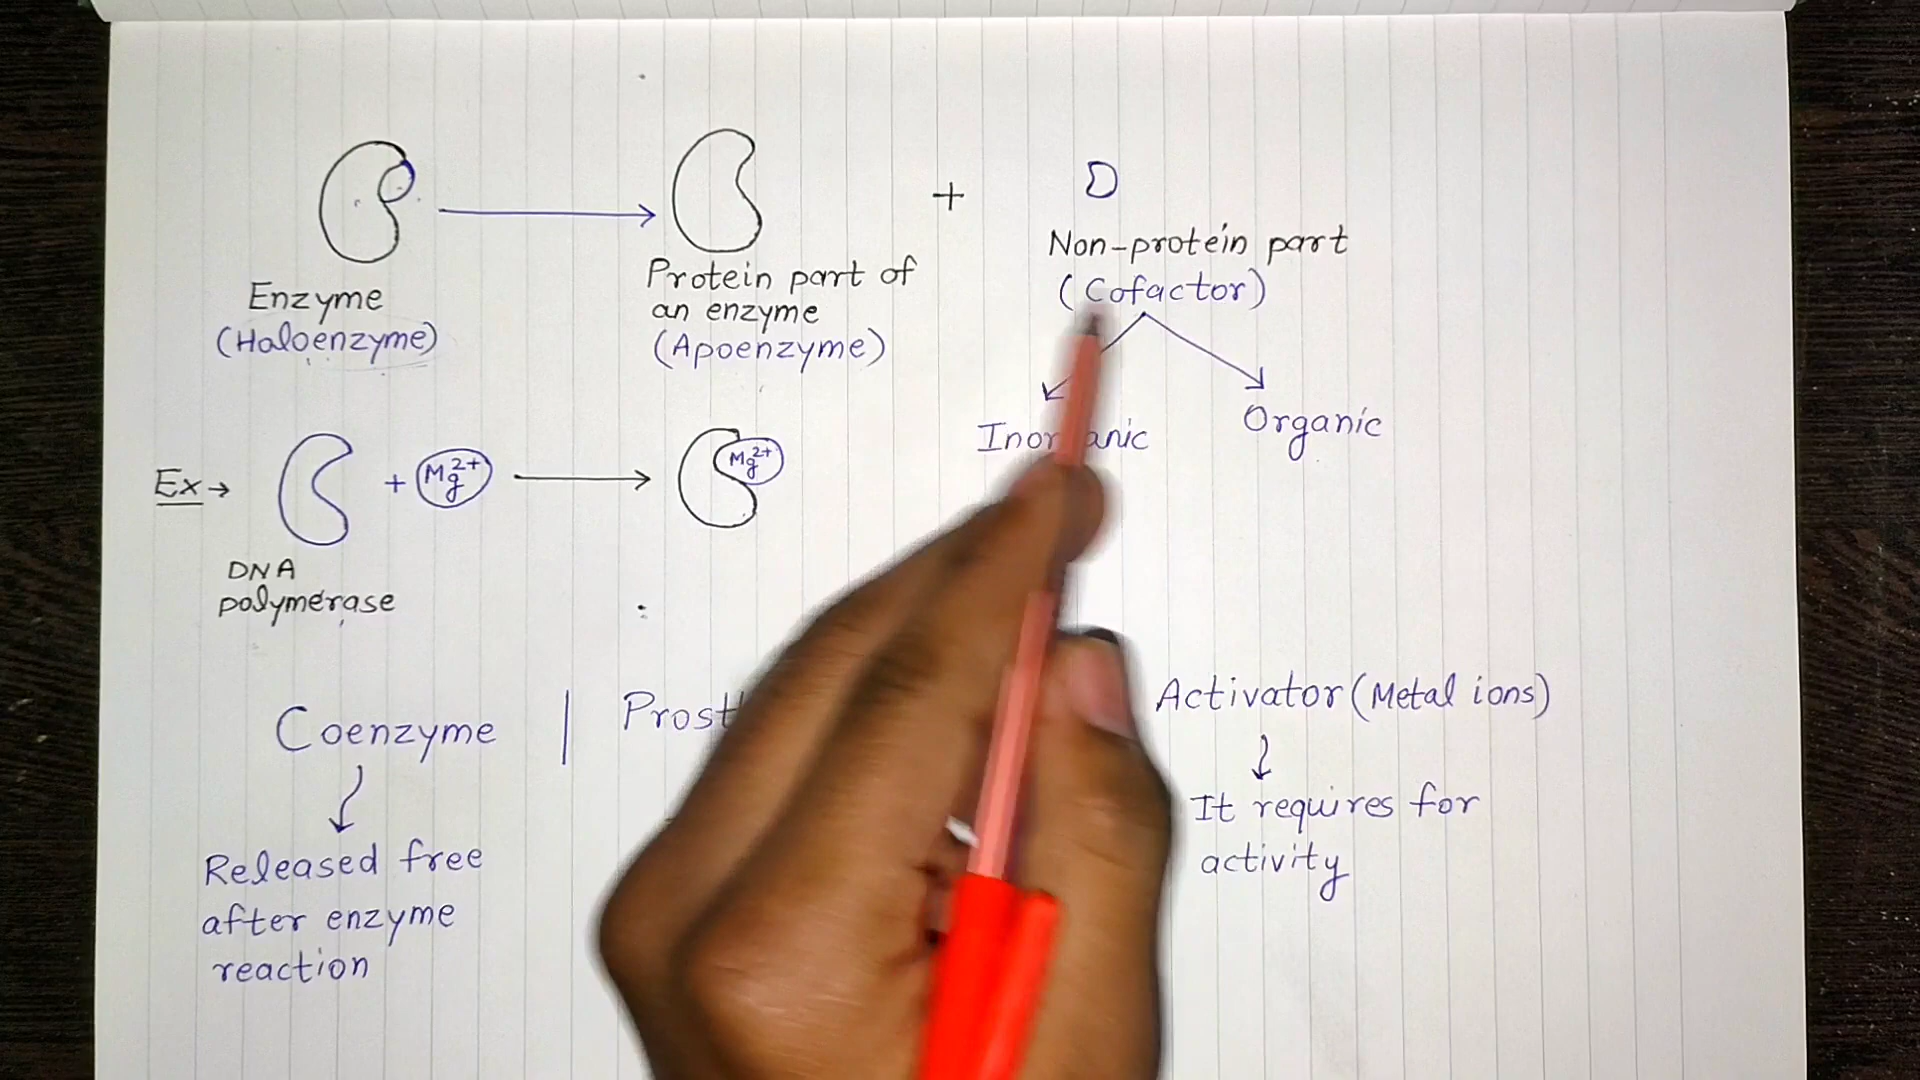 D
Enzyme
(Haloenzyme)
Protein part of
an enzyme
(Apoenzyme)
+
Non-protein part
(Cofactor)
Organic
Ex→
+ Mg2+
Mg2+
DNA
polymerase
Coenzyme
Released free
after enzyme
reaction
Activator (Metal ions)
It requires for
activity